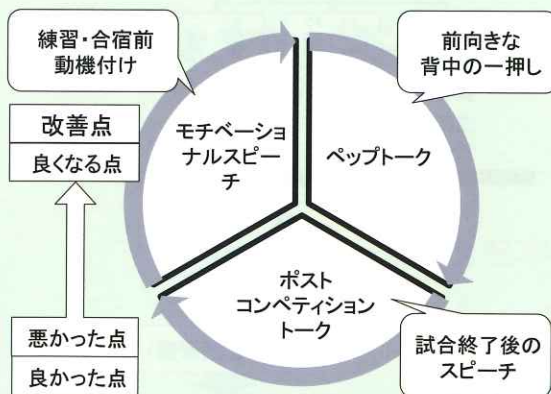 練習・合宿前
動機付け
前向きな
背中の一押し
改善点
良くなる点
モチベーショ
ナルスピー
チ
ペップトーク
ポスト
コンペティション
トーク
悪かった点
良かった点
試合終了後の
スピーチ